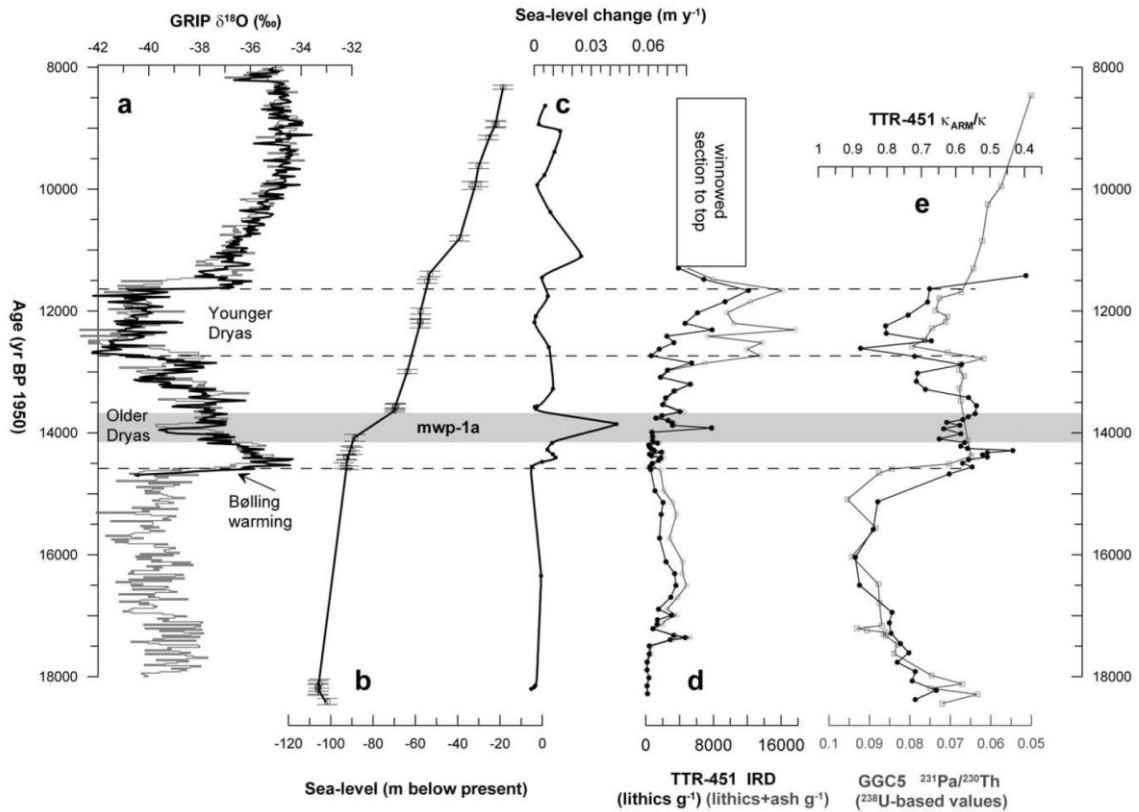 GRIP δ¹⁸O (‰)
Sea-level change (m y⁻¹)
-42 -40 -38 -36 -34 -32
0 0.03 0.06
8000
8000
a
c
winnowed
section to top
TTR-451 κARM/κ
1 0.9 0.8 0.7 0.6 0.5 0.4
10000
10000
e
Age (yr BP 1950)
Younger
Dryas
12000
12000
Older
Dryas
mwp-1a
14000
14000
Bølling
warming
16000
16000
18000
18000
b
d
-120 -100 -80 -60 -40 -20 0
0 8000 16000
0.1 0.09 0.08 0.07 0.06 0.05
Sea-level (m below present)
TTR-451 IRD
(lithics g⁻¹) (lithics+ash g⁻¹)
GGC5 ²³¹Pa/²³⁰Th
(²³⁸U-based values)